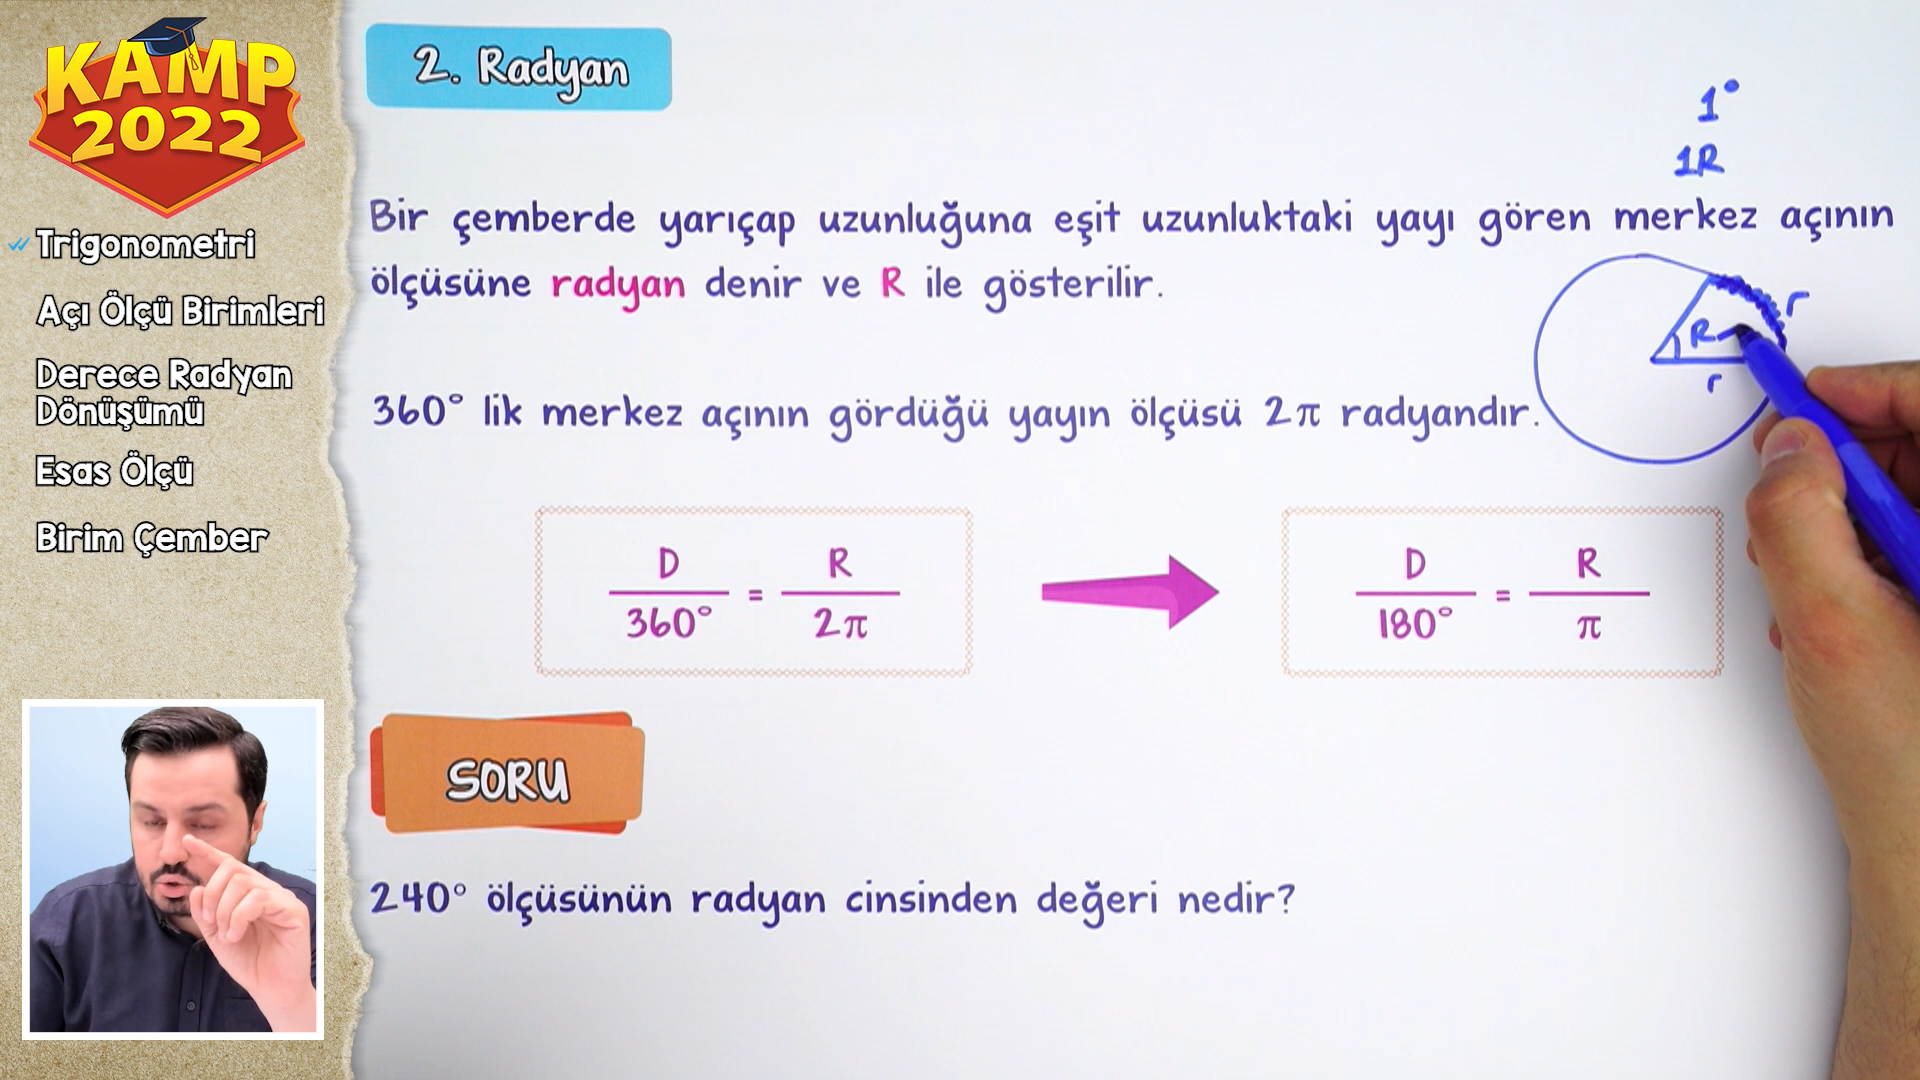 KAMP
2022
Trigonometri
Açı Ölçü Birimleri
Derece Radyan
Dönüşümü
Esas Ölçü
Birim Çember
2. Radyan
1°
1R
Bir çemberde yarıçap uzunluğuna eşit uzunluktaki yayı gören merkez açının
ölçüsüne radyan denir ve R ile gösterilir.
r
R
r
360° lik merkez açının gördüğü yayın ölçüsü 2π radyandır.
D/360° = R/2π
D/180° = R/π
SORU
240° ölçüsünün radyan cinsinden değeri nedir?